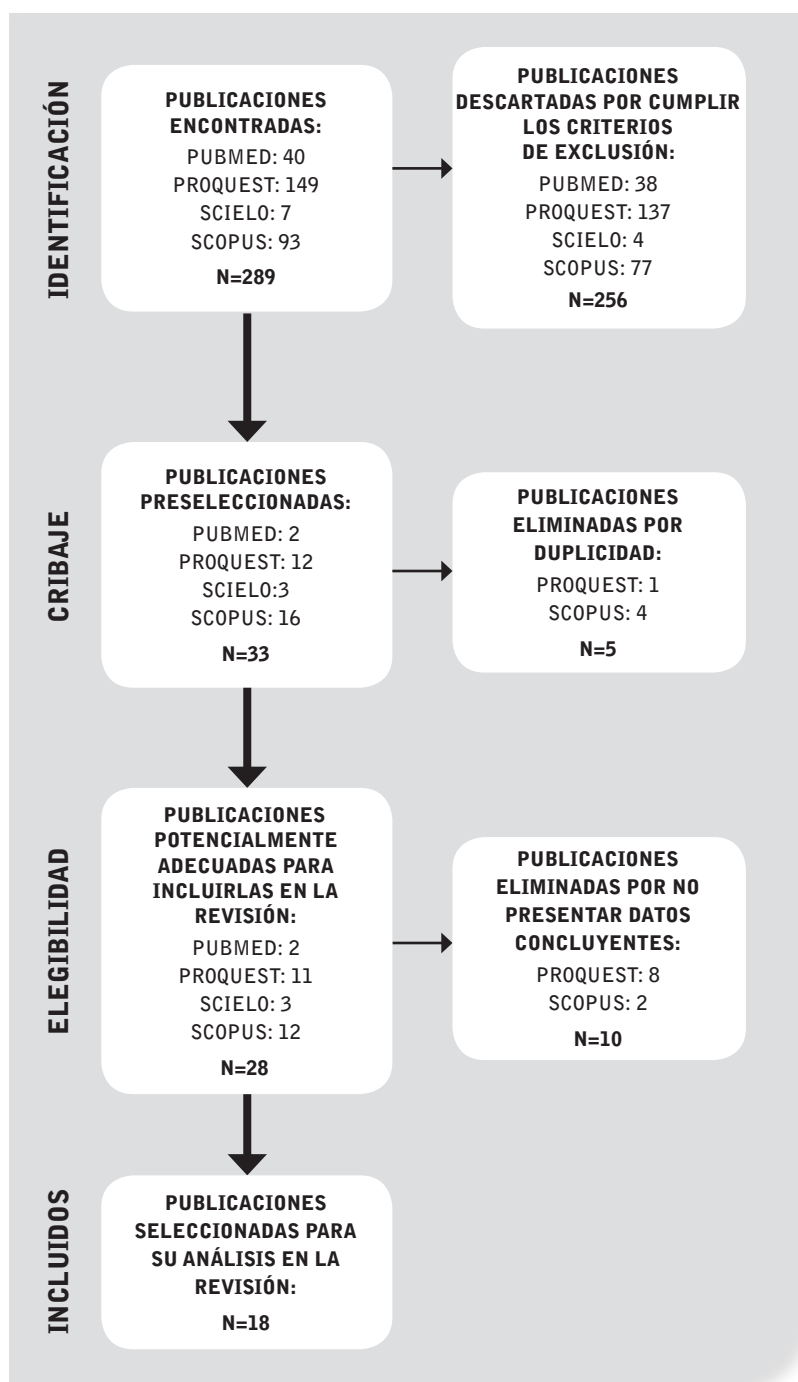 IDENTIFICACIÓN
PUBLICACIONES
ENCONTRADAS:
PUBMED: 40
PROQUEST: 149
SCIELO: 7
SCOPUS: 93
N=289
PUBLICACIONES
DESCARTADAS POR CUMPLIR
LOS CRITERIOS
DE EXCLUSIÓN:
PUBMED: 38
PROQUEST: 137
SCIELO: 4
SCOPUS: 77
N=256
CRIBAJE
PUBLICACIONES
PRESELECCIONADAS:
PUBMED: 2
PROQUEST: 12
SCIELO:3
SCOPUS: 16
N=33
PUBLICACIONES
ELIMINADAS POR
DUPLICIDAD:
PROQUEST: 1
SCOPUS: 4
N=5
ELEGIBILIDAD
PUBLICACIONES
POTENCIALMENTE
ADECUADAS PARA
INCLUIRLAS EN LA
REVISIÓN:
PUBMED: 2
PROQUEST: 11
SCIELO: 3
SCOPUS: 12
N=28
PUBLICACIONES
ELIMINADAS POR NO
PRESENTAR DATOS
CONCLUYENTES:
PROQUEST: 8
SCOPUS: 2
N=10
INCLUIDOS
PUBLICACIONES
SELECCIONADAS PARA
SU ANÁLISIS EN LA
REVISIÓN:
N=18